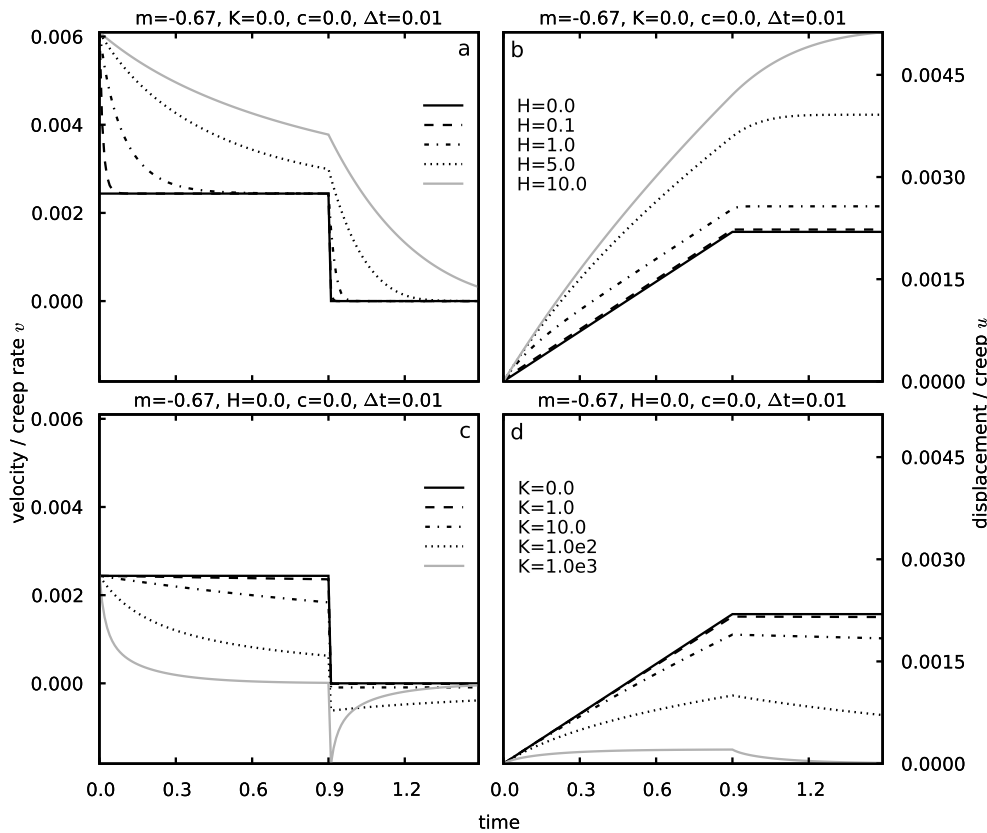 m=-0.67, K=0.0, c=0.0, Δt=0.01
m=-0.67, K=0.0, c=0.0, Δt=0.01
0.006
0.004
0.002
0.000
a
b
H=0.0
H=0.1
H=1.0
H=5.0
H=10.0
0.0045
0.0030
0.0015
0.0000
velocity / creep rate v
displacement / creep u
m=-0.67, H=0.0, c=0.0, Δt=0.01
m=-0.67, H=0.0, c=0.0, Δt=0.01
0.006
0.004
0.002
0.000
c
d
K=0.0
K=1.0
K=10.0
K=1.0e2
K=1.0e3
0.0045
0.0030
0.0015
0.0000
0.0 0.3 0.6 0.9 1.2
0.0 0.3 0.6 0.9 1.2
time